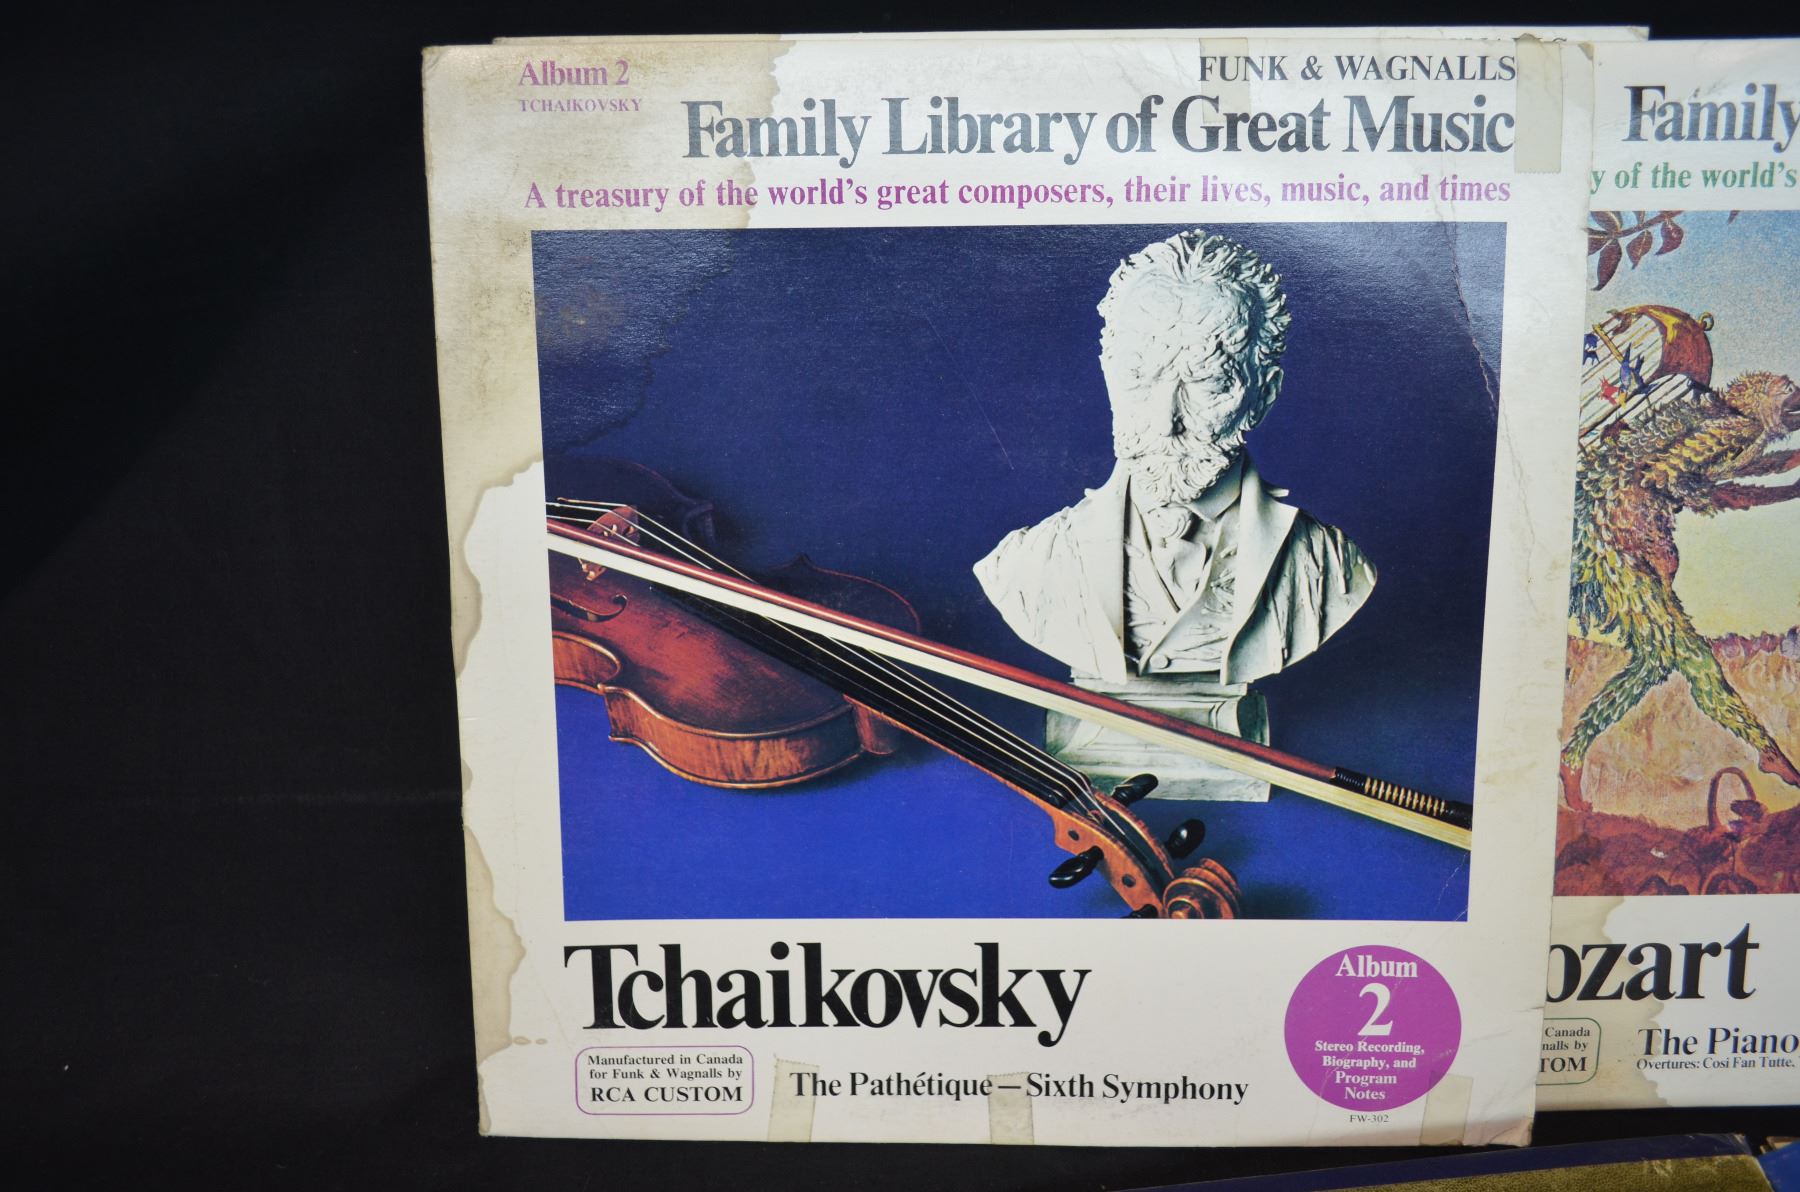 Album 2
TCHAIKOVSKY
FUNK & WAGNALLS
Family Library of Great Music
A treasury of the world's great composers, their lives, music, and times
Tchaikovsky
Manufactured in Canada
for Funk & Wagnalls by
RCA CUSTOM
The Pathétique—Sixth Symphony
Album
2
Stereo Recording,
Biography, and
Program
Notes
FW-302
Family
y of the world's
ozart
Canada
nalls by
TOM
The Piano
Overtures: Cosi Fan Tutte,